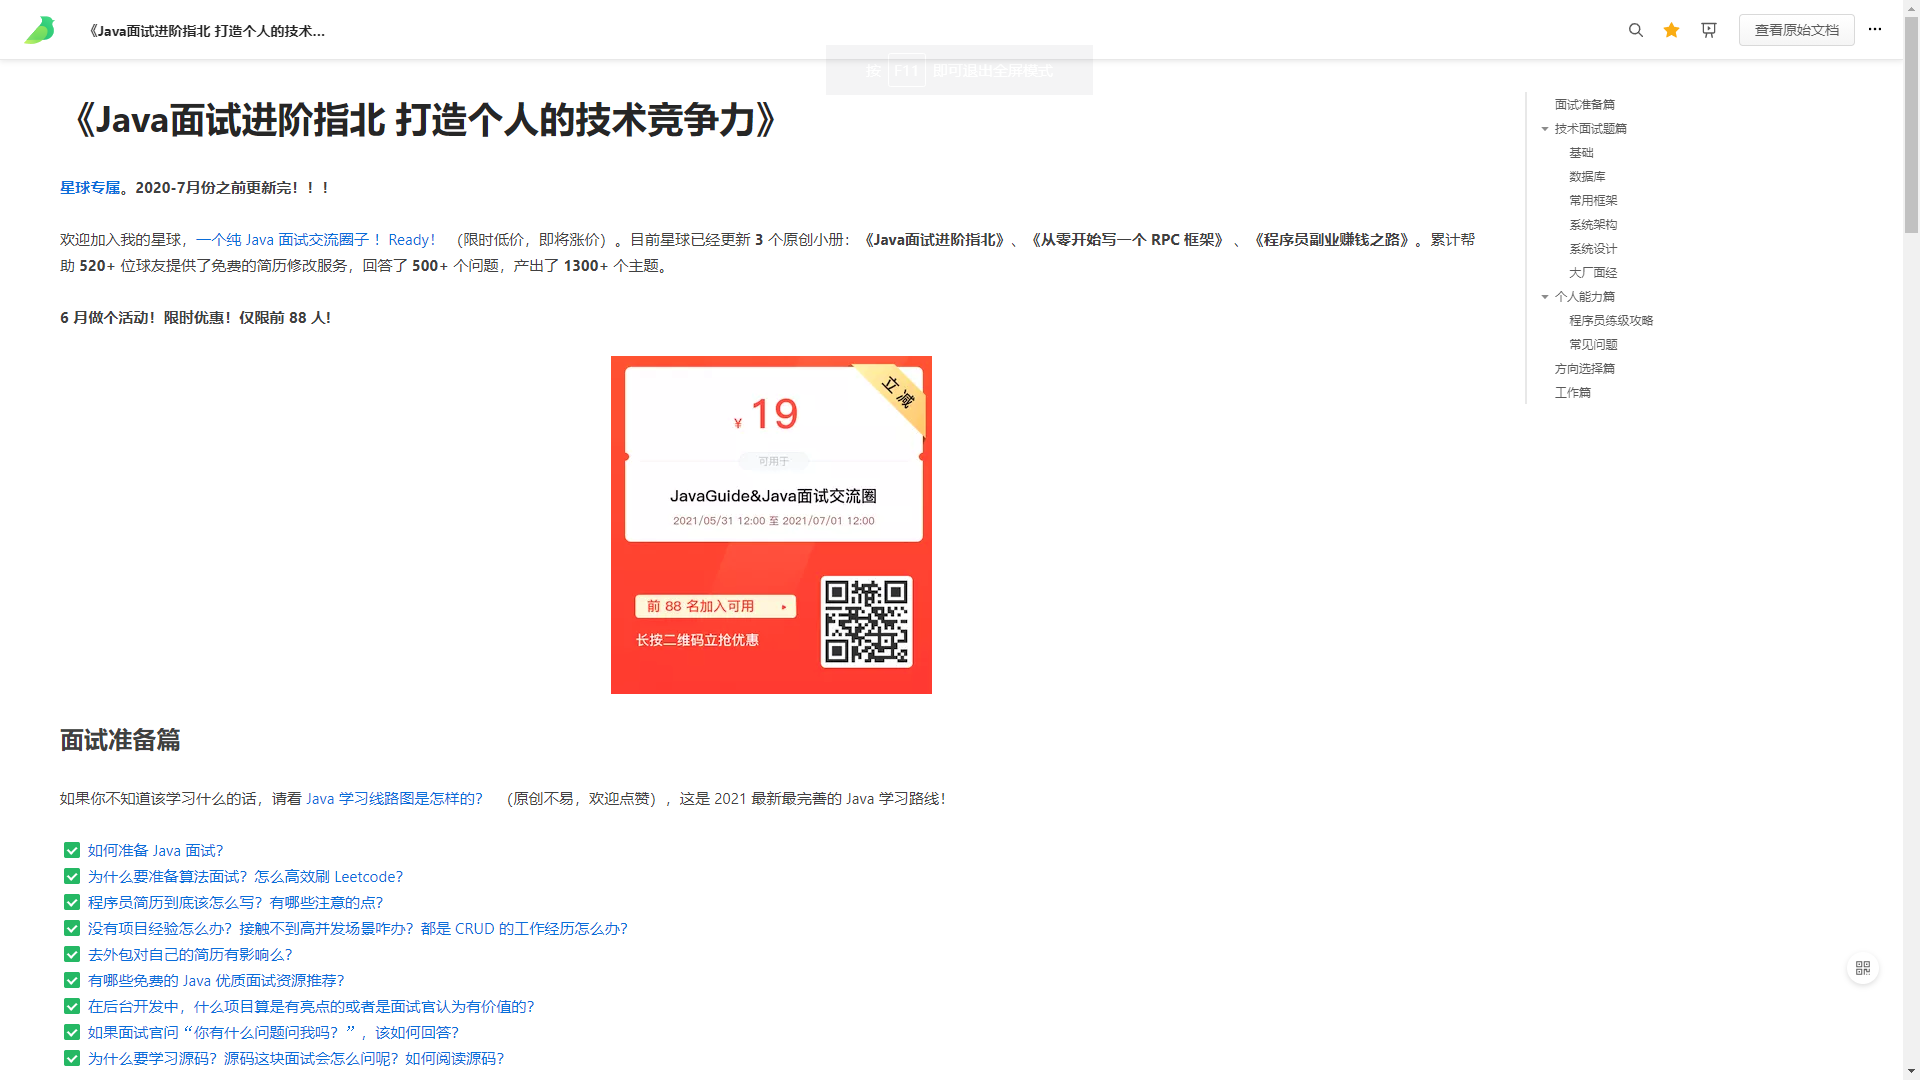 《Java面试进阶指北 打造个人的技术...
查看原始文档
按 F11 即可退出全屏模式
《Java面试进阶指北 打造个人的技术竞争力》
星球专属。2020-7月份之前更新完！！！
欢迎加入我的星球，一个纯 Java 面试交流圈子 ！Ready！ （限时低价，即将涨价）。目前星球已经更新 3 个原创小册：《Java面试进阶指北》、《从零开始写一个 RPC 框架》 、《程序员副业赚钱之路》。累计帮
助 520+ 位球友提供了免费的简历修改服务，回答了 500+ 个问题，产出了 1300+ 个主题。
6 月做个活动！限时优惠！仅限前 88 人！
立减
¥ 19
可用于
JavaGuide&Java面试交流圈
2021/05/31 12:00 至 2021/07/01 12:00
前 88 名加入可用
长按二维码立抢优惠
面试准备篇
如果你不知道该学习什么的话，请看 Java 学习线路图是怎样的？ （原创不易，欢迎点赞），这是 2021 最新最完善的 Java 学习路线！
如何准备 Java 面试？
为什么要准备算法面试？怎么高效刷 Leetcode？
程序员简历到底该怎么写？有哪些注意的点？
没有项目经验怎么办？接触不到高并发场景咋办？都是 CRUD 的工作经历怎么办？
去外包对自己的简历有影响么？
有哪些免费的 Java 优质面试资源推荐？
在后台开发中，什么项目算是有亮点的或者是面试官认为有价值的？
如果面试官问“你有什么问题问我吗？”，该如何回答？
为什么要学习源码？源码这块面试会怎么问呢？如何阅读源码？
面试准备篇
技术面试题篇
基础
数据库
常用框架
系统架构
系统设计
大厂面经
个人能力篇
程序员练级攻略
常见问题
方向选择篇
工作篇